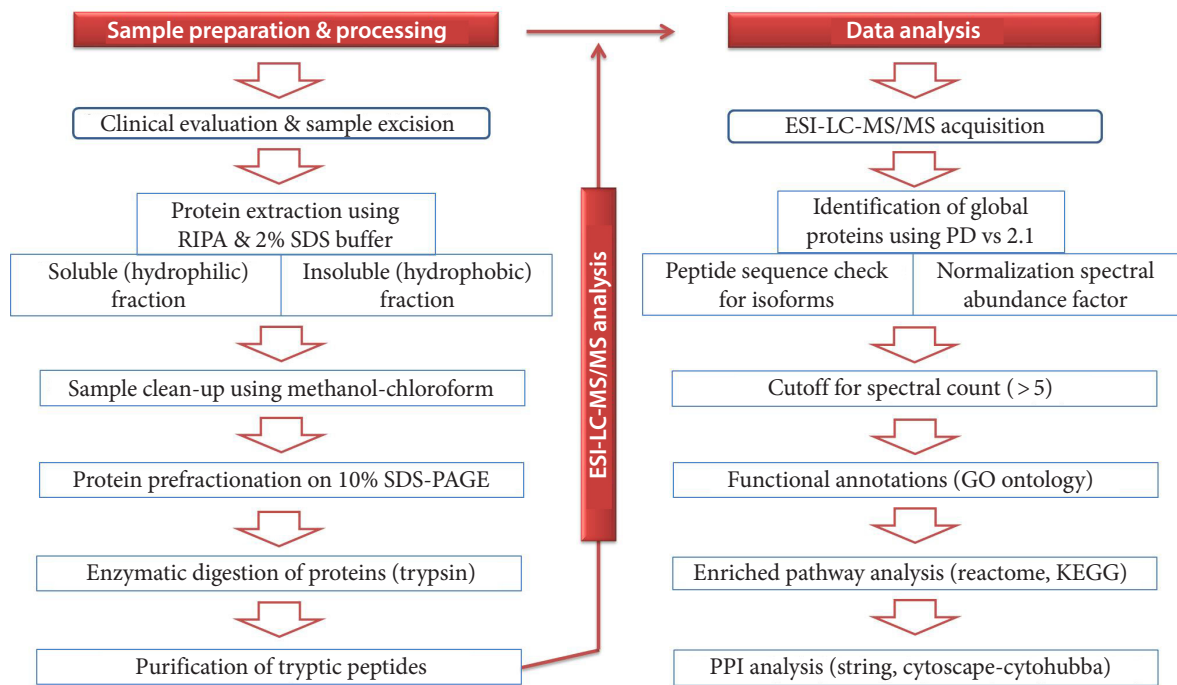 Sample preparation & processing
Clinical evaluation & sample excision
Protein extraction using
RIPA & 2% SDS buffer
Soluble (hydrophilic)
fraction
Insoluble (hydrophobic)
fraction
Sample clean-up using methanol-chloroform
Protein prefractionation on 10% SDS-PAGE
Enzymatic digestion of proteins (trypsin)
Purification of tryptic peptides
ESI-LC-MS/MS analysis
Data analysis
ESI-LC-MS/MS acquisition
Identification of global
proteins using PD vs 2.1
Peptide sequence check
for isoforms
Normalization spectral
abundance factor
Cutoff for spectral count (>5)
Functional annotations (GO ontology)
Enriched pathway analysis (reactome, KEGG)
PPI analysis (string, cytoscape-cytohubba)